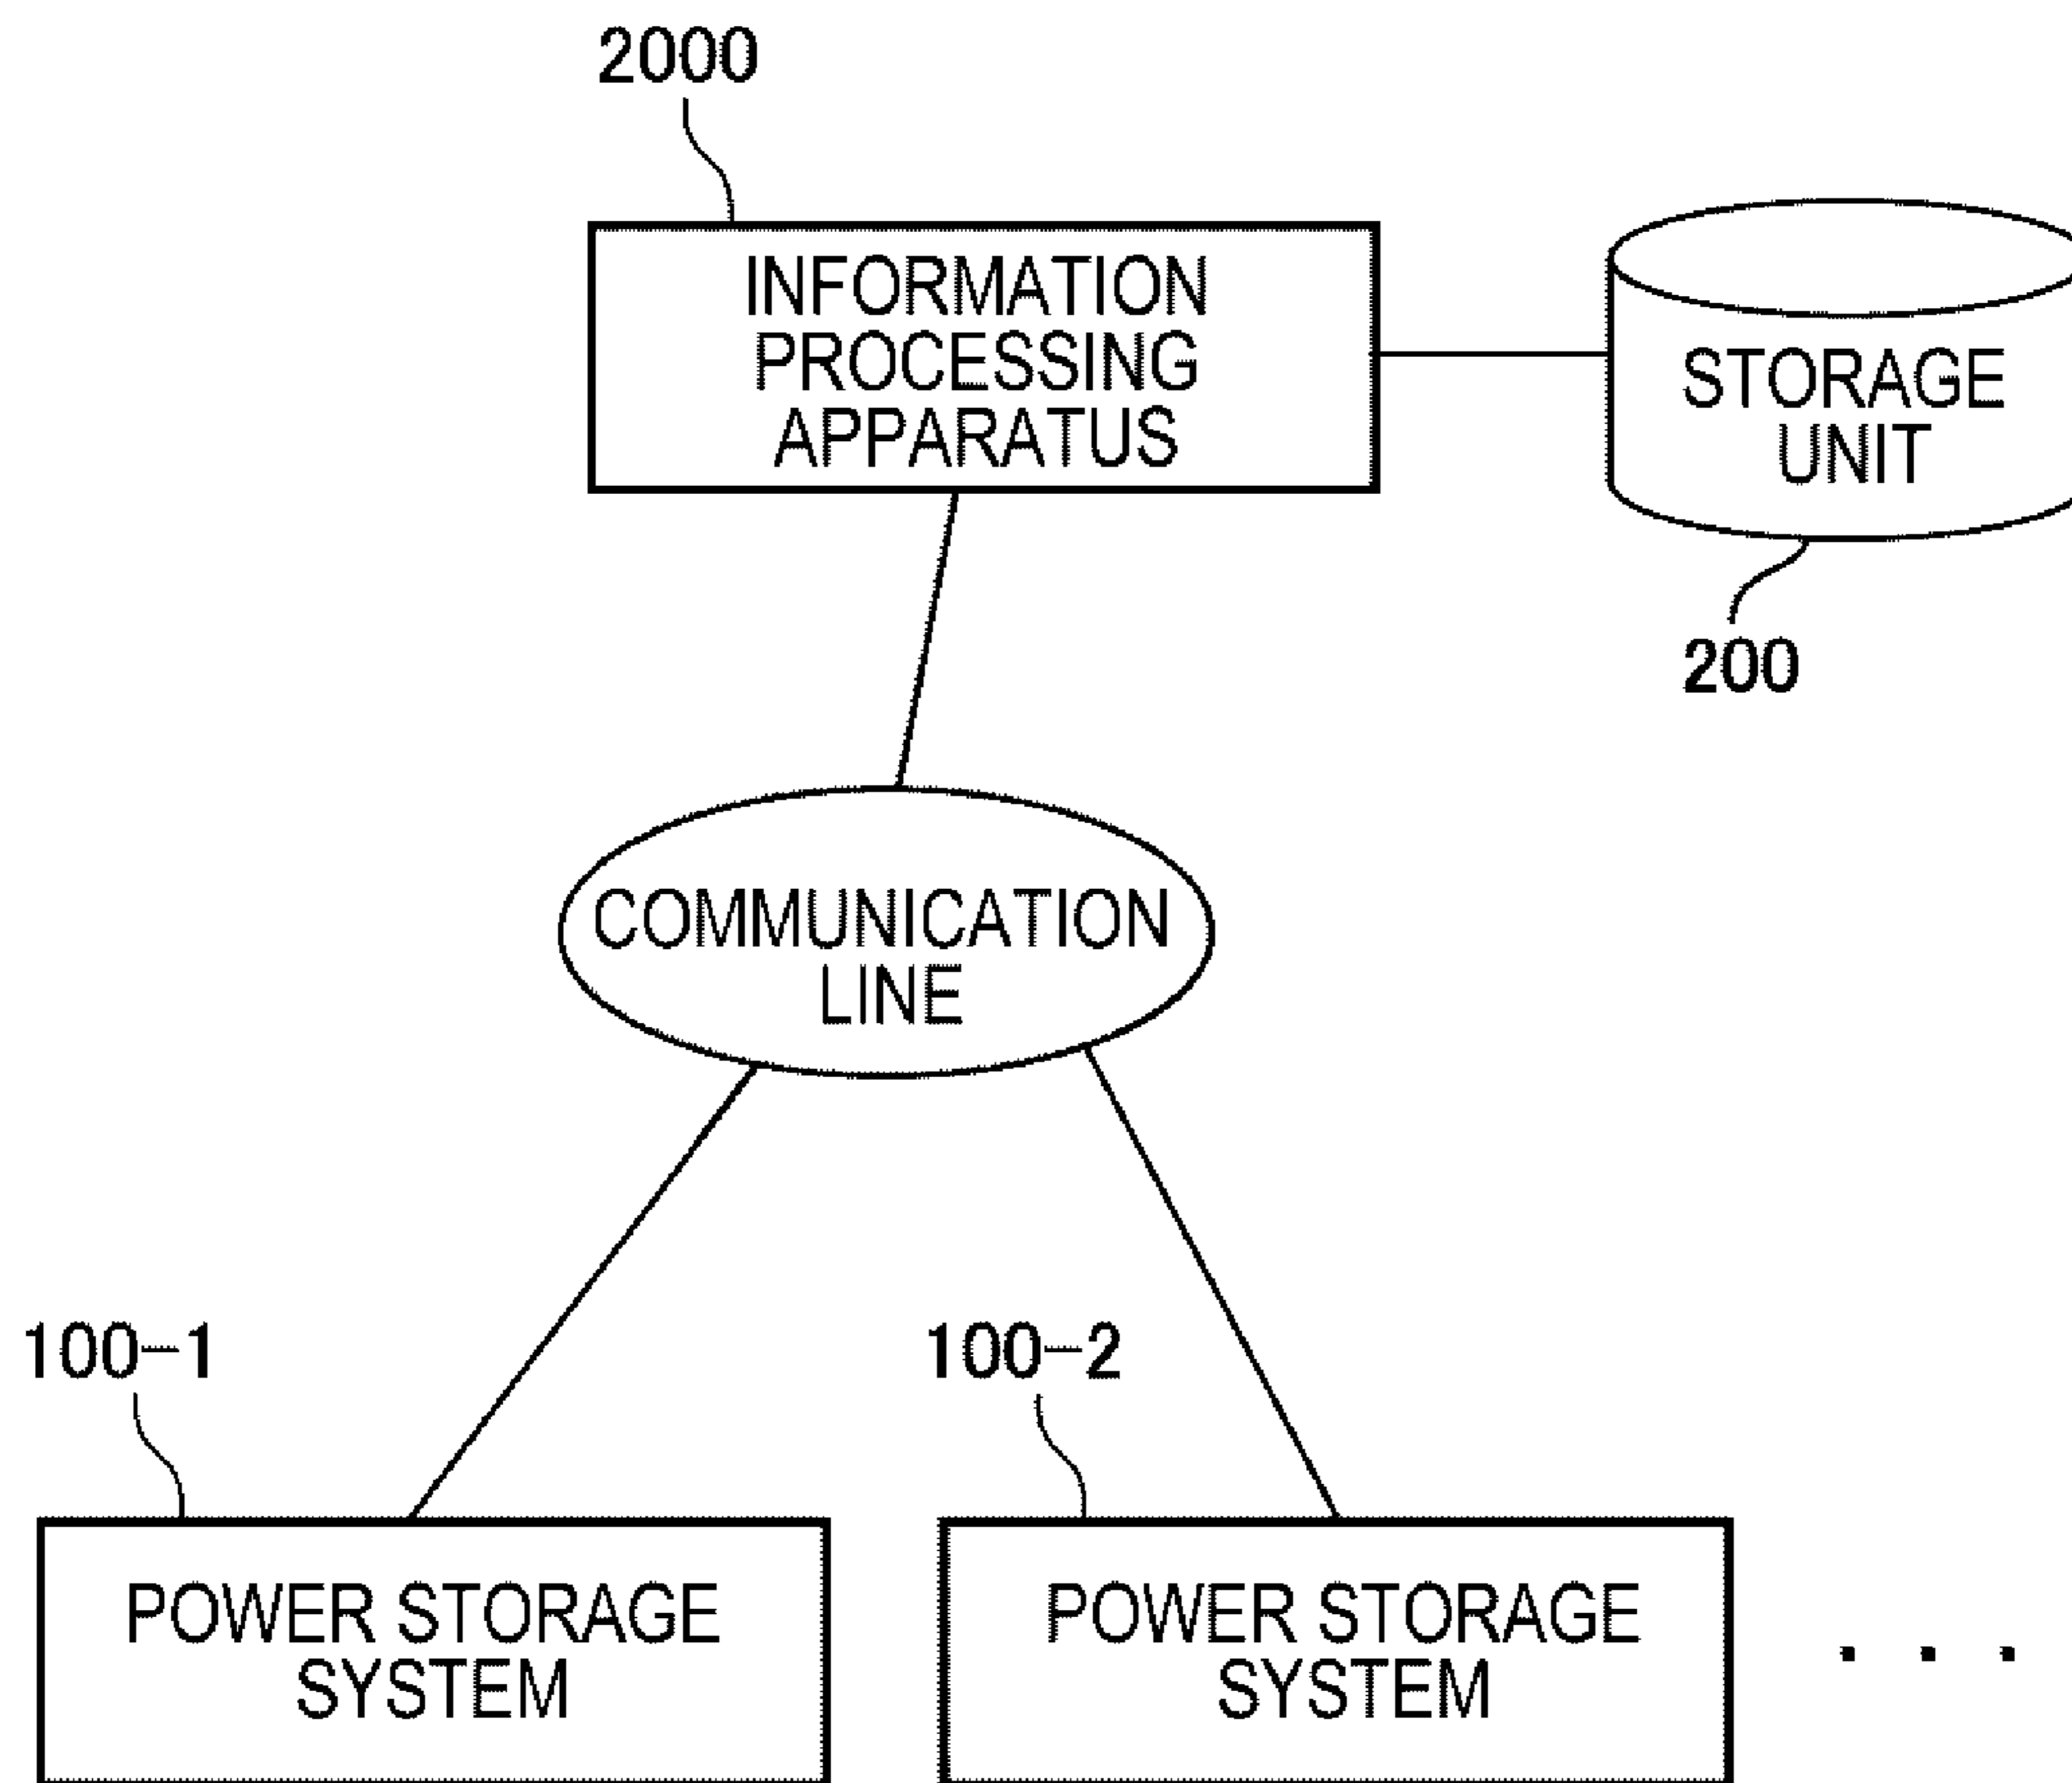 2000
INFORMATION
PROCESSING
APPARATUS
STORAGE
UNIT
200
COMMUNICATION
LINE
100-1
100-2
POWER STORAGE
SYSTEM
POWER STORAGE
SYSTEM
. . .